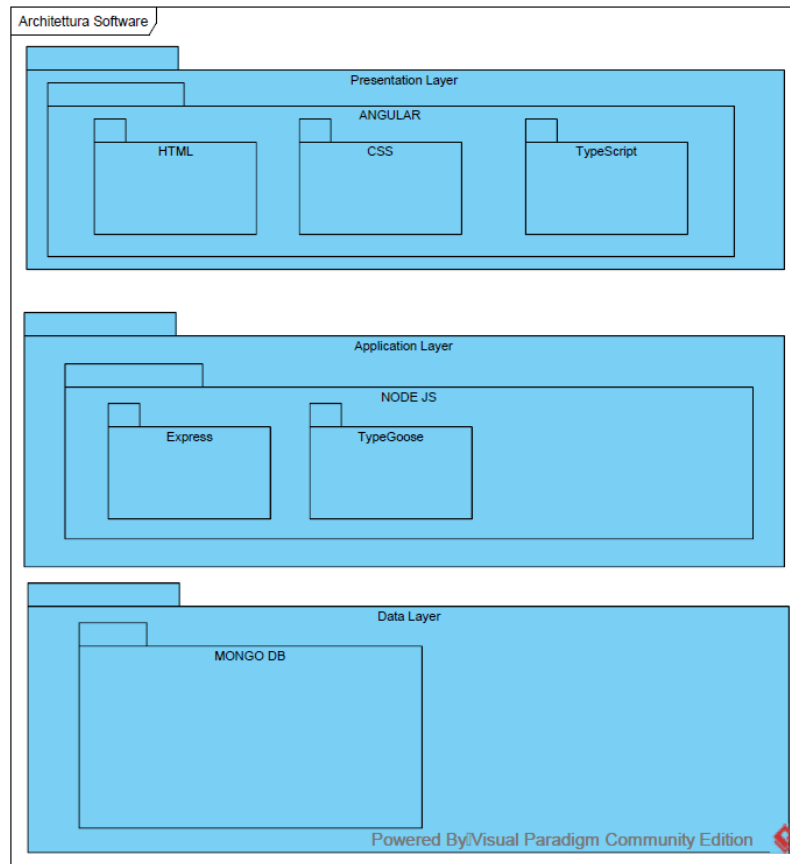 Architettura Software
Presentation Layer
ANGULAR
HTML
CSS
TypeScript
Application Layer
NODE JS
Express
TypeGoose
Data Layer
MONGO DB
Powered By Visual Paradigm Community Edition